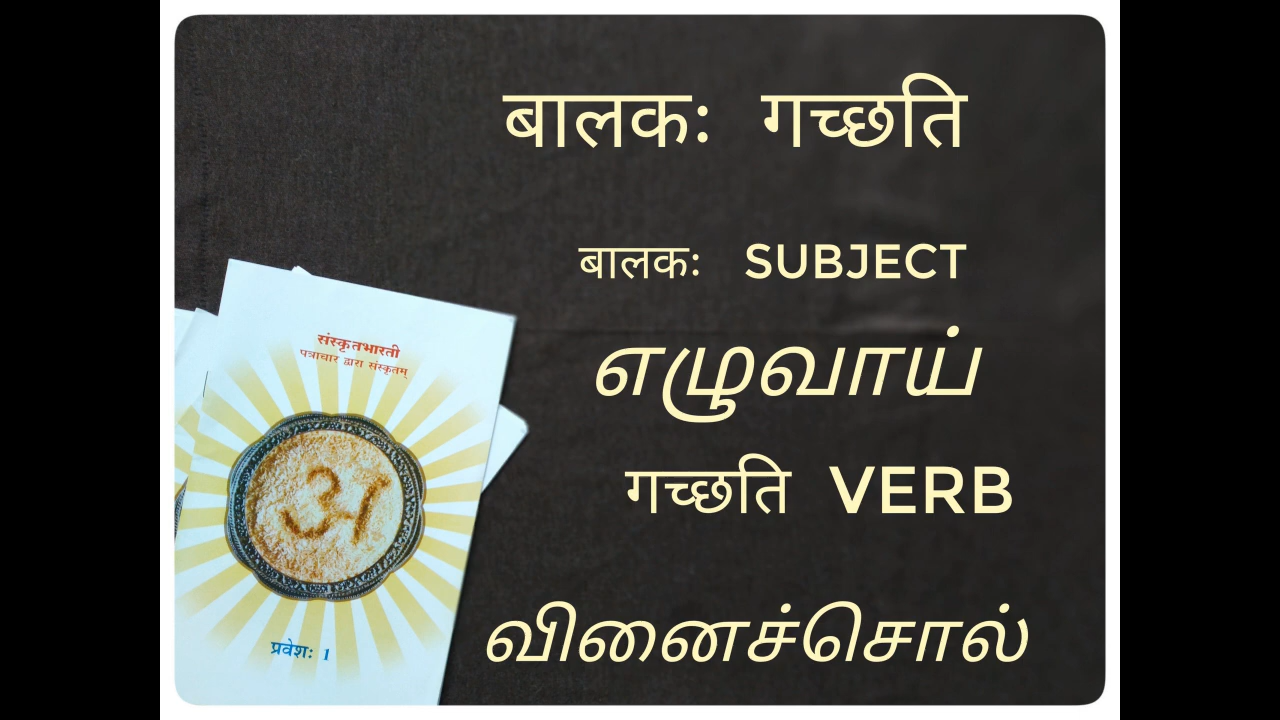 बालकः गच्छति
बालकः SUBJECT
எழுவாய்
गच्छति VERB
வினைச்சொல்
संस्कृतभारती
पत्राचार द्वारा संस्कृतम्
अ
प्रवेशः 1